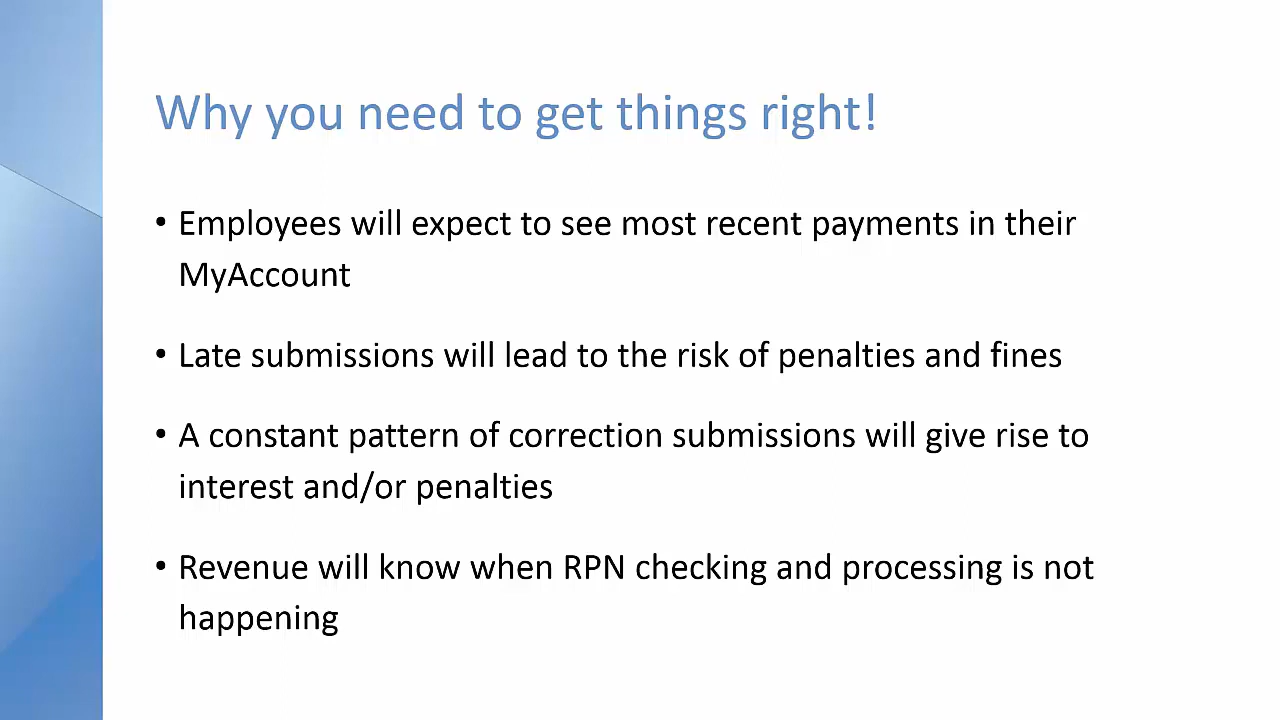 Why you need to get things right!
• Employees will expect to see most recent payments in their
MyAccount
• Late submissions will lead to the risk of penalties and fines
• A constant pattern of correction submissions will give rise to
interest and/or penalties
• Revenue will know when RPN checking and processing is not
happening